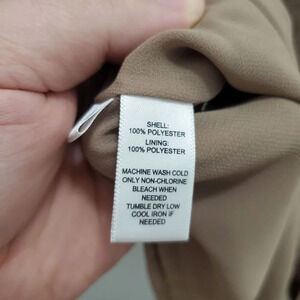 SHELL:
100% POLYESTER
LINING:
100% POLYESTER
MACHINE WASH COLD
ONLY NON-CHLORINE
BLEACH WHEN
NEEDED
TUMBLE DRY LOW
COOL IRON IF
NEEDED